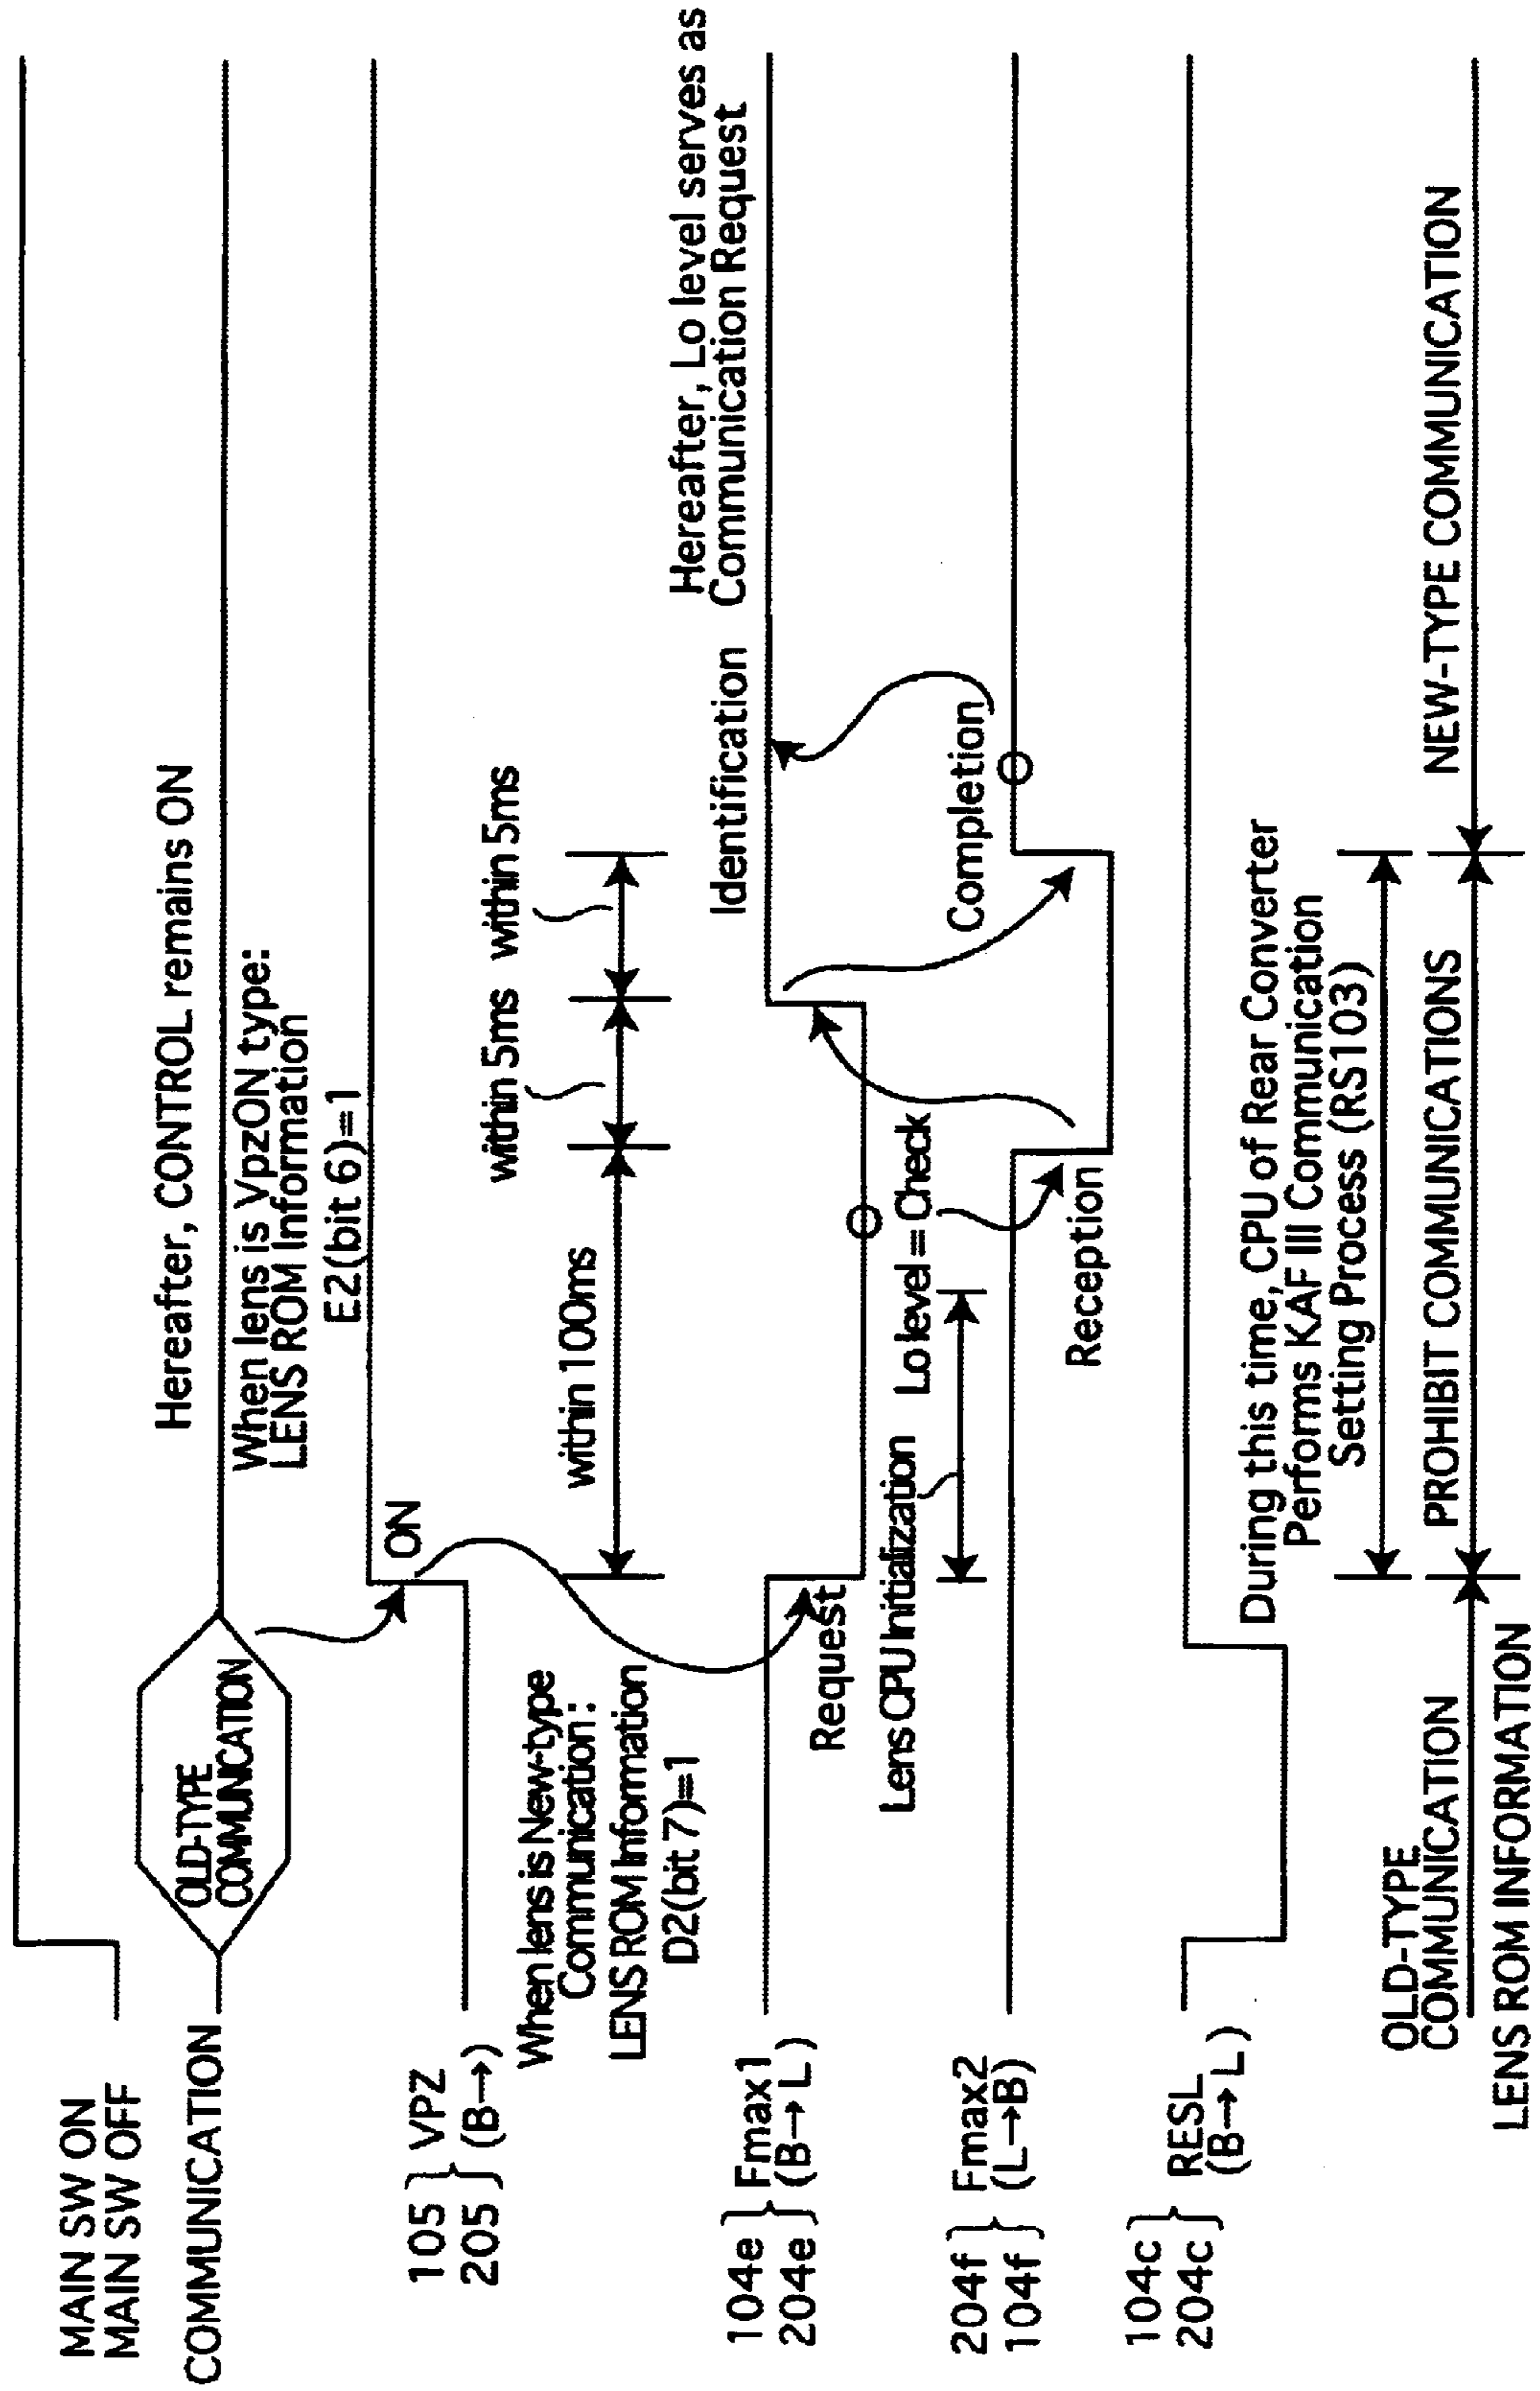 MAIN SW ON
MAIN SW OFF
COMMUNICATION
OLD-TYPE
COMMUNICATION
Hereafter, CONTROL remains ON
When lens is VpzON type:
LENS ROM Information
E2(bit 6)=1
105 } VPZ
205 } (B→)
ON
When lens is New-type
Communication:
LENS ROM Information
D2(bit 7)=1
within 100ms
within 5ms
within 5ms
104e } Fmax1
204e } (B→L)
Request
Identification
Hereafter, Lo level serves as
Communication Request
Lens CPU Initialization
Lo level = Check
Completion
204f } Fmax2
104f } (L→B)
Reception
104c } RESL
204c } (B→L)
During this time, CPU of Rear Converter
Performs KAF III Communication
Setting Process (RS103)
OLD-TYPE
COMMUNICATION
PROHIBIT COMMUNICATIONS
NEW-TYPE COMMUNICATION
LENS ROM INFORMATION